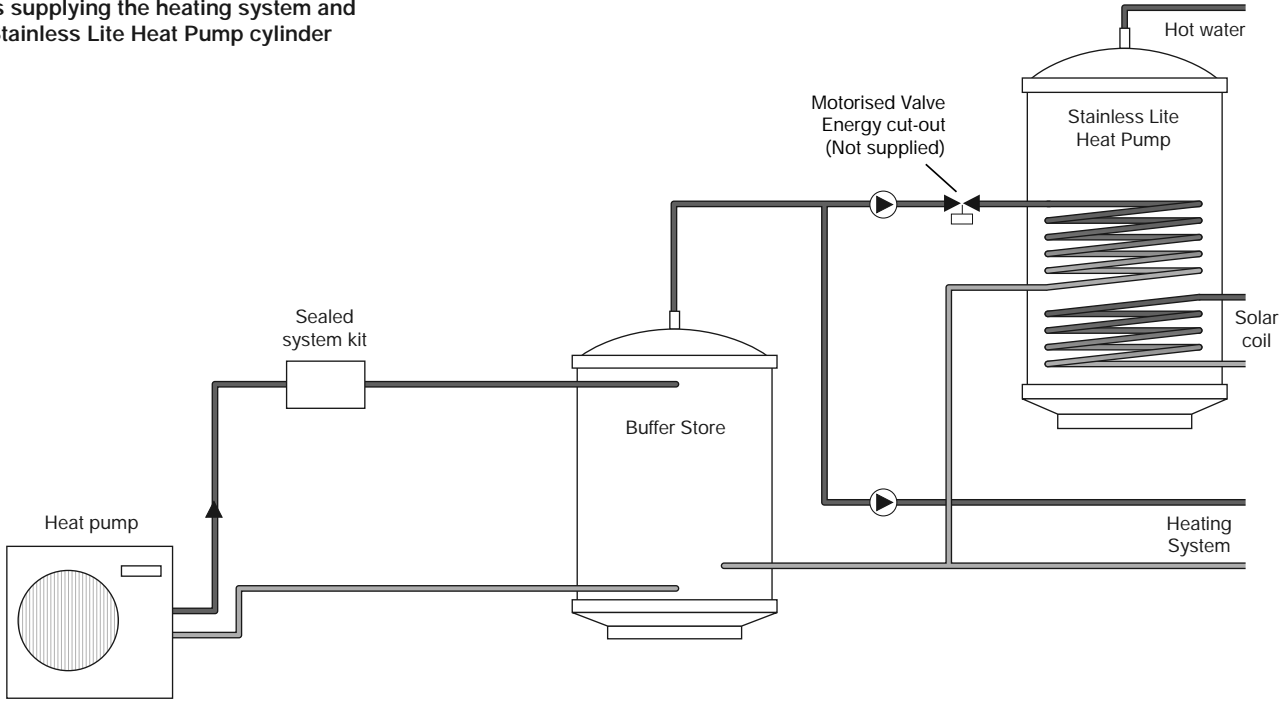 s supplying the heating system and
Stainless Lite Heat Pump cylinder
Hot water
Motorised Valve
Energy cut-out
(Not supplied)
Stainless Lite
Heat Pump
Sealed
system kit
Solar
coil
Buffer Store
Heat pump
Heating
System